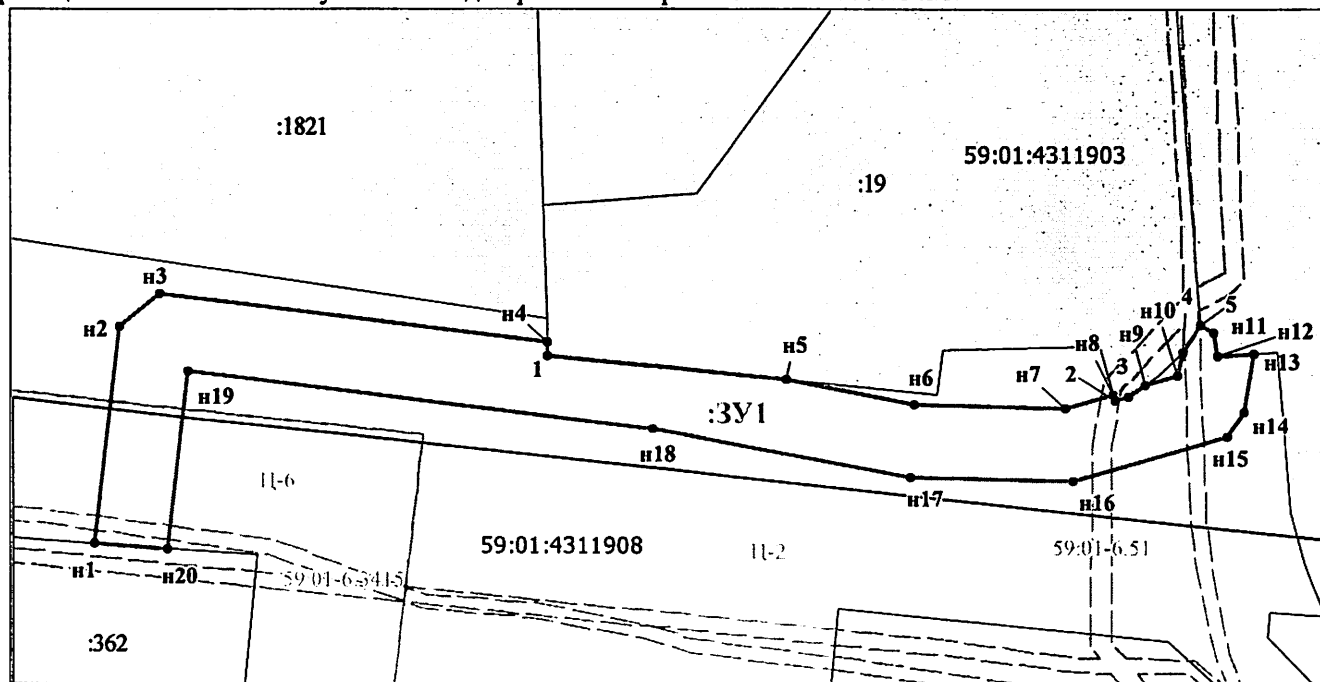 :1821
59:01:4311903
:19
н3
н2
н4
1
н5
н6
:ЗУ1
н7
2
н8
3
н9
н10
4
5
н11
н12
н13
н14
н15
н16
н17
н18
н19
Ц-6
59:01:4311908
Ц-2
59:01-6.51
н1
н20
:362